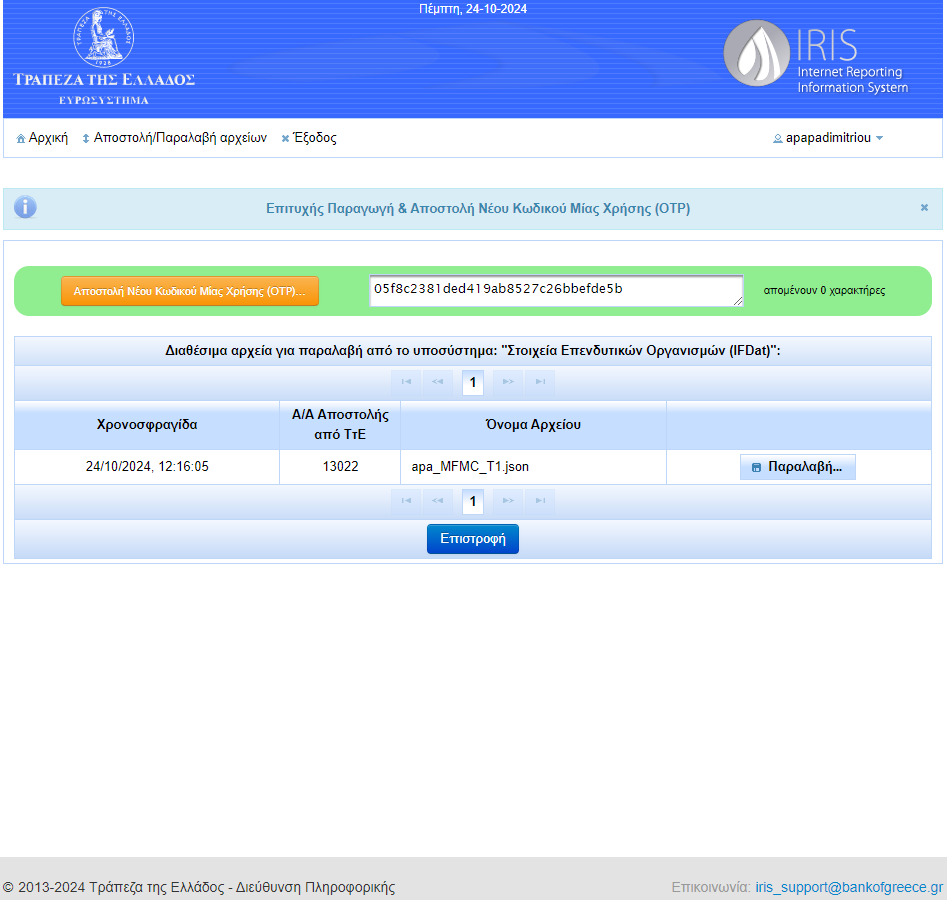 Πέμπτη, 24-10-2024
ΤΡΑΠΕΖΑ ΤΗΣ ΕΛΛΑΔΟΣ
ΕΥΡΩΣΥΣΤΗΜΑ
IRIS
Internet Reporting
Information System
Αρχική Αποστολή/Παραλαβή αρχείων Έξοδος apapadimitriou
Επιτυχής Παραγωγή & Αποστολή Νέου Κωδικού Μίας Χρήσης (OTP)
Αποστολή Νέου Κωδικού Μίας Χρήσης (OTP)... 05f8c2381ded419ab8527c26bbefde5b απομένουν 0 χαρακτήρες
Διαθέσιμα αρχεία για παραλαβή από το υποσύστημα: "Στοιχεία Επενδυτικών Οργανισμών (IFDat)":
1
Χρονοσφραγίδα Α/Α Αποστολής από ΤτΕ Όνομα Αρχείου
24/10/2024, 12:16:05 13022 apa_MFMC_T1.json Παραλαβή...
1
Επιστροφή
© 2013-2024 Τράπεζα της Ελλάδος - Διεύθυνση Πληροφορικής Επικοινωνία: iris_support@bankofgreece.gr